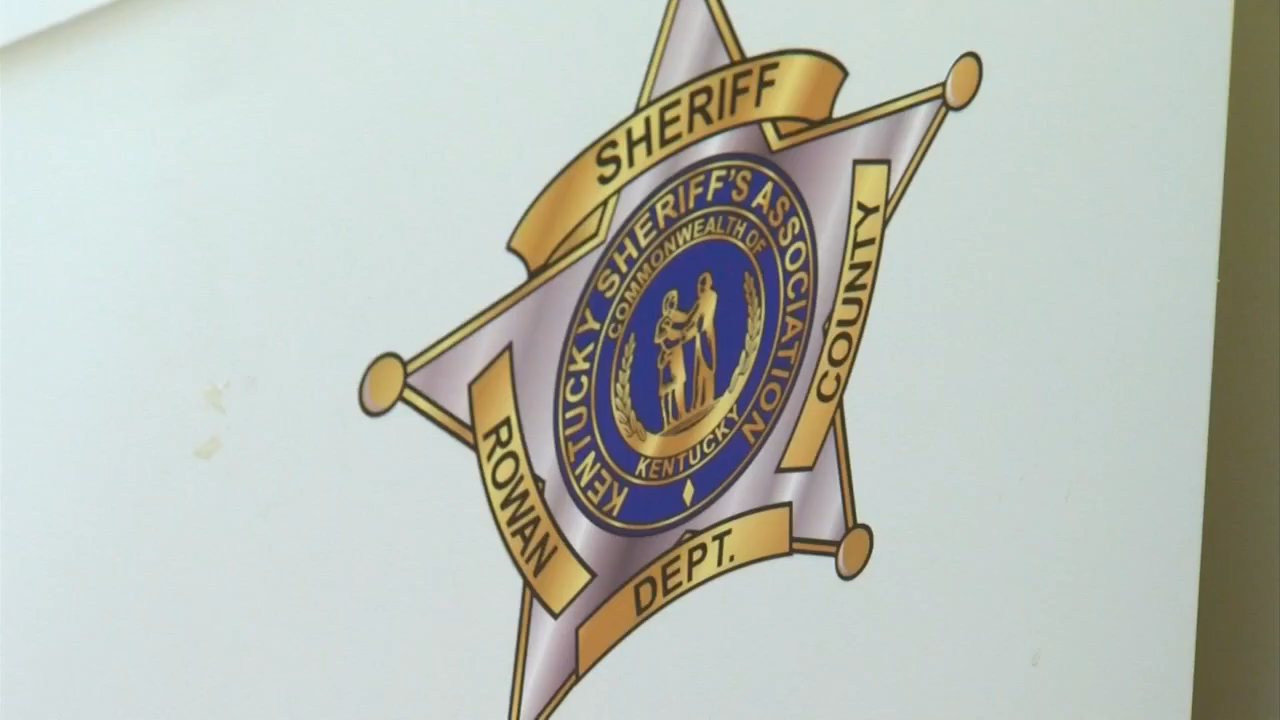 SHERIFF
KENTUCKY SHERIFF'S ASSOCIATION
COMMONWEALTH OF
KENTUCKY
ROWAN
COUNTY
DEPT.